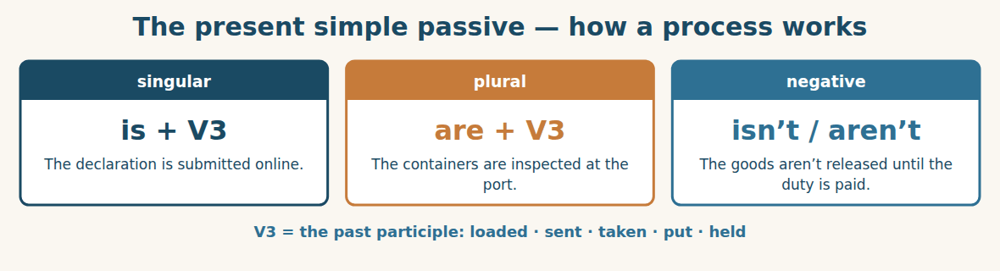 The present simple passive — how a process works
singular
is + V3
The declaration is submitted online.
plural
are + V3
The containers are inspected at the
port.
negative
isn’t / aren’t
The goods aren’t released until the
duty is paid.
V3 = the past participle: loaded · sent · taken · put · held